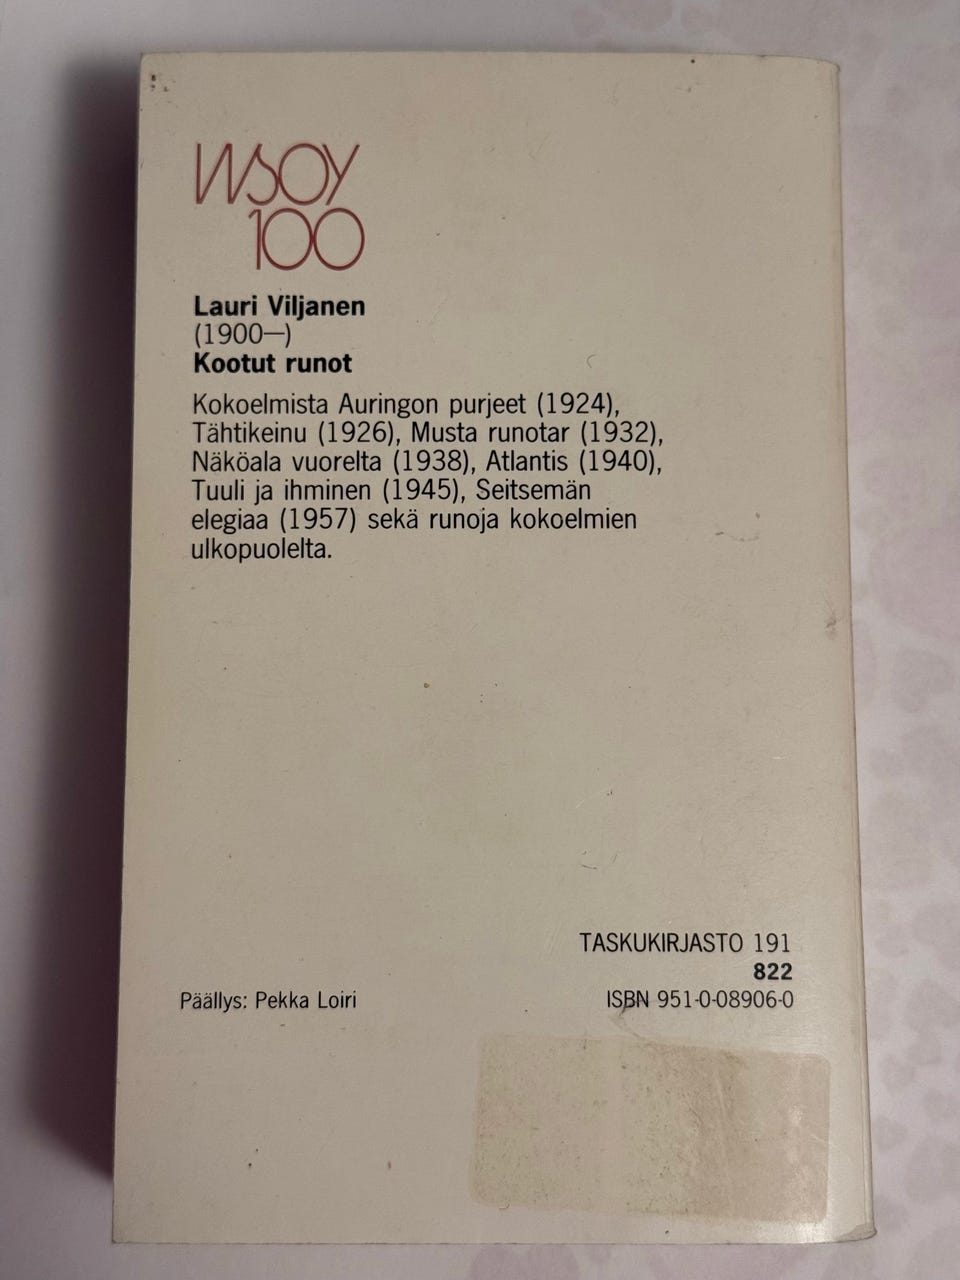 WSOY
100
Lauri Viljanen
(1900—)
Kootut runot
Kokoelmista Auringon purjeet (1924),
Tähtikeinu (1926), Musta runotar (1932),
Näköala vuorelta (1938), Atlantis (1940),
Tuuli ja ihminen (1945), Seitsemän
elegiaa (1957) sekä runoja kokoelmien
ulkopuolelta.
TASKUKIRJASTO 191
822
Päällys: Pekka Loiri
ISBN 951-0-08906-0